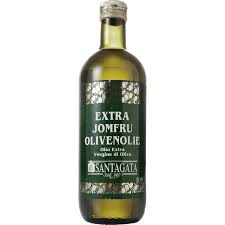 EXTRA
JOMFRU
OLIVENOLIE
Olio Extra
Vergine di Oliva
SANTAGATA